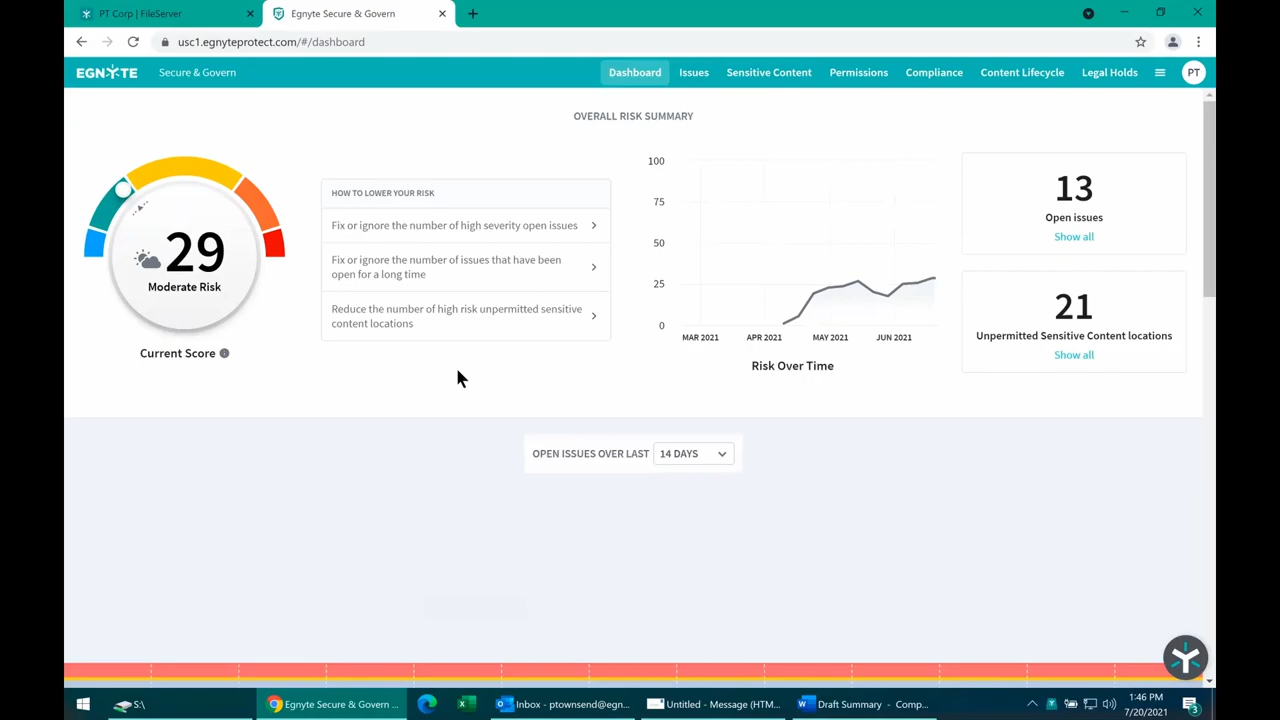 PT Corp | FileServer
Egnyte Secure & Govern
usc1.egnyteprotect.com/#/dashboard
EGNYTE
Secure & Govern
Dashboard
Issues
Sensitive Content
Permissions
Compliance
Content Lifecycle
Legal Holds
PT
OVERALL RISK SUMMARY
29
Moderate Risk
Current Score
HOW TO LOWER YOUR RISK
Fix or ignore the number of high severity open issues
Fix or ignore the number of issues that have been
open for a long time
Reduce the number of high risk unpermitted sensitive
content locations
100
75
50
25
0
MAR 2021
APR 2021
MAY 2021
JUN 2021
Risk Over Time
13
Open issues
Show all
21
Unpermitted Sensitive Content locations
Show all
OPEN ISSUES OVER LAST
14 DAYS
S:\
Egnyte Secure & Govern ...
Inbox - ptownsend@egn...
Untitled - Message (HTM...
Draft Summary - Comp...
1:46 PM
7/20/2021
5